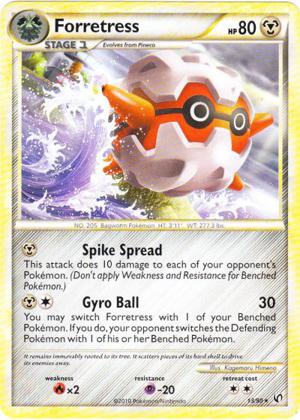 Forretress HP 80
STAGE 1 Evolves from Pineco
NO. 205 Bagworm Pokémon HT. 3'11" WT. 277.3 lbs.
Spike Spread
This attack does 10 damage to each of your opponent's
Pokémon. (Don't apply Weakness and Resistance for Benched
Pokémon.)
Gyro Ball 30
You may switch Forretress with 1 of your Benched
Pokémon. If you do, your opponent switches the Defending
Pokémon with 1 of his or her Benched Pokémon.
It remains immovably rooted to its tree. It scatters pieces of its hard shell to drive
its enemies away.
Illus. Kagemaru Himeno
weakness resistance retreat cost
×2 -20
©2010 Pokémon/Nintendo 15/90